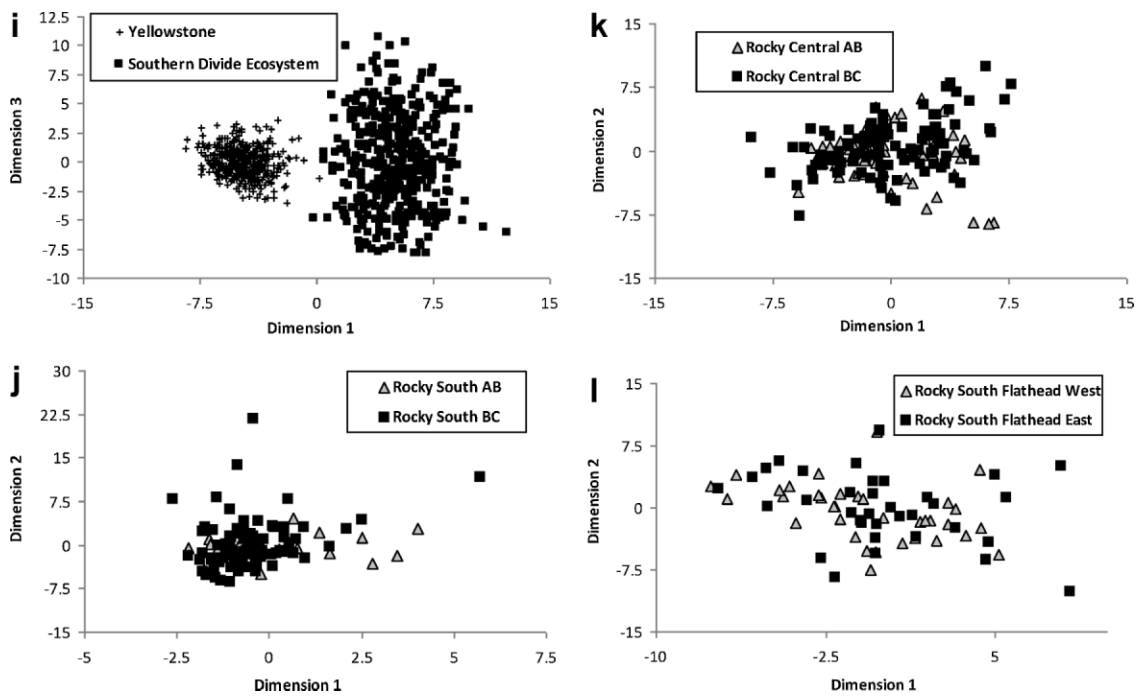 i
Yellowstone
Southern Divide Ecosystem
12.5
10
7.5
5
2.5
0
-2.5
-5
-7.5
-10
Dimension 3
-15 -7.5 0 7.5 15
Dimension 1
k
Rocky Central AB
Rocky Central BC
15
7.5
0
-7.5
-15
Dimension 2
-15 -7.5 0 7.5 15
Dimension 1
j
Rocky South AB
Rocky South BC
30
22.5
15
7.5
0
-7.5
-15
Dimension 2
-5 -2.5 0 2.5 5 7.5
Dimension 1
l
Rocky South Flathead West
Rocky South Flathead East
15
7.5
0
-7.5
-15
Dimension 2
-10 -2.5 5
Dimension 1